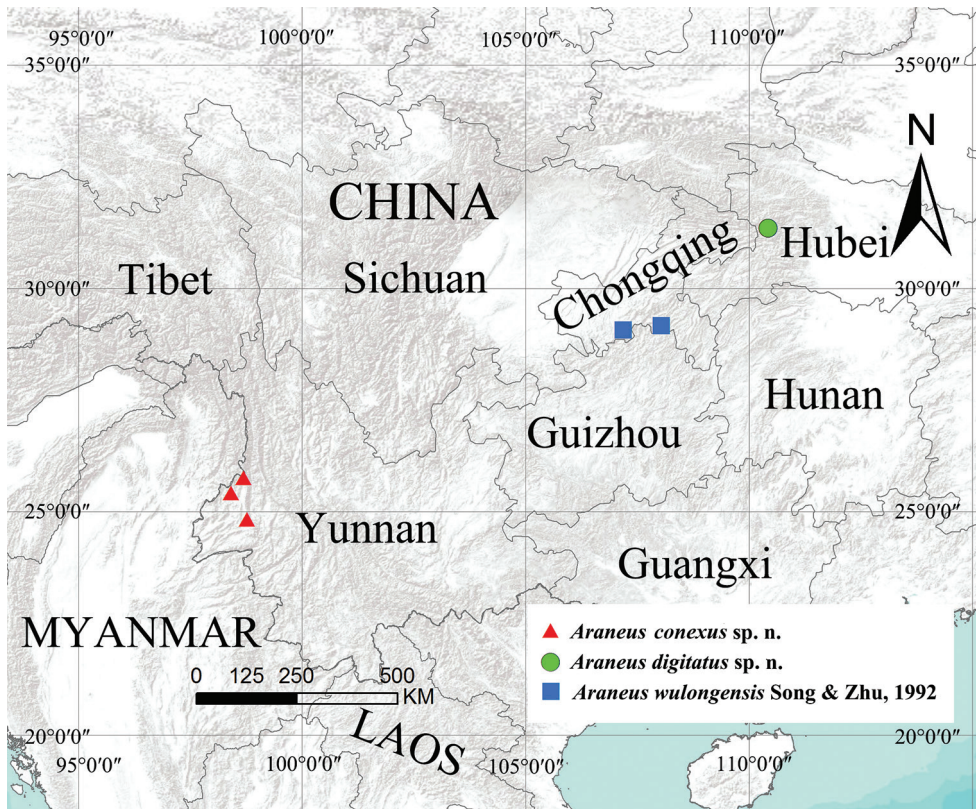 95°0'0″ 100°0'0″ 105°0'0″ 110°0'0″
35°0'0″ 35°0'0″
N
CHINA
Chongqing
Hubei
Tibet
Sichuan
30°0'0″ 30°0'0″
Hunan
Guizhou
25°0'0″ 25°0'0″
Yunnan
Guangxi
MYANMAR
Araneus conexus sp. n.
Araneus digitatus sp. n.
Araneus wulongensis Song & Zhu, 1992
0 125 250 500
KM
LAOS
20°0'0″ 20°0'0″
95°0'0″ 100°0'0″ 105°0'0″ 110°0'0″